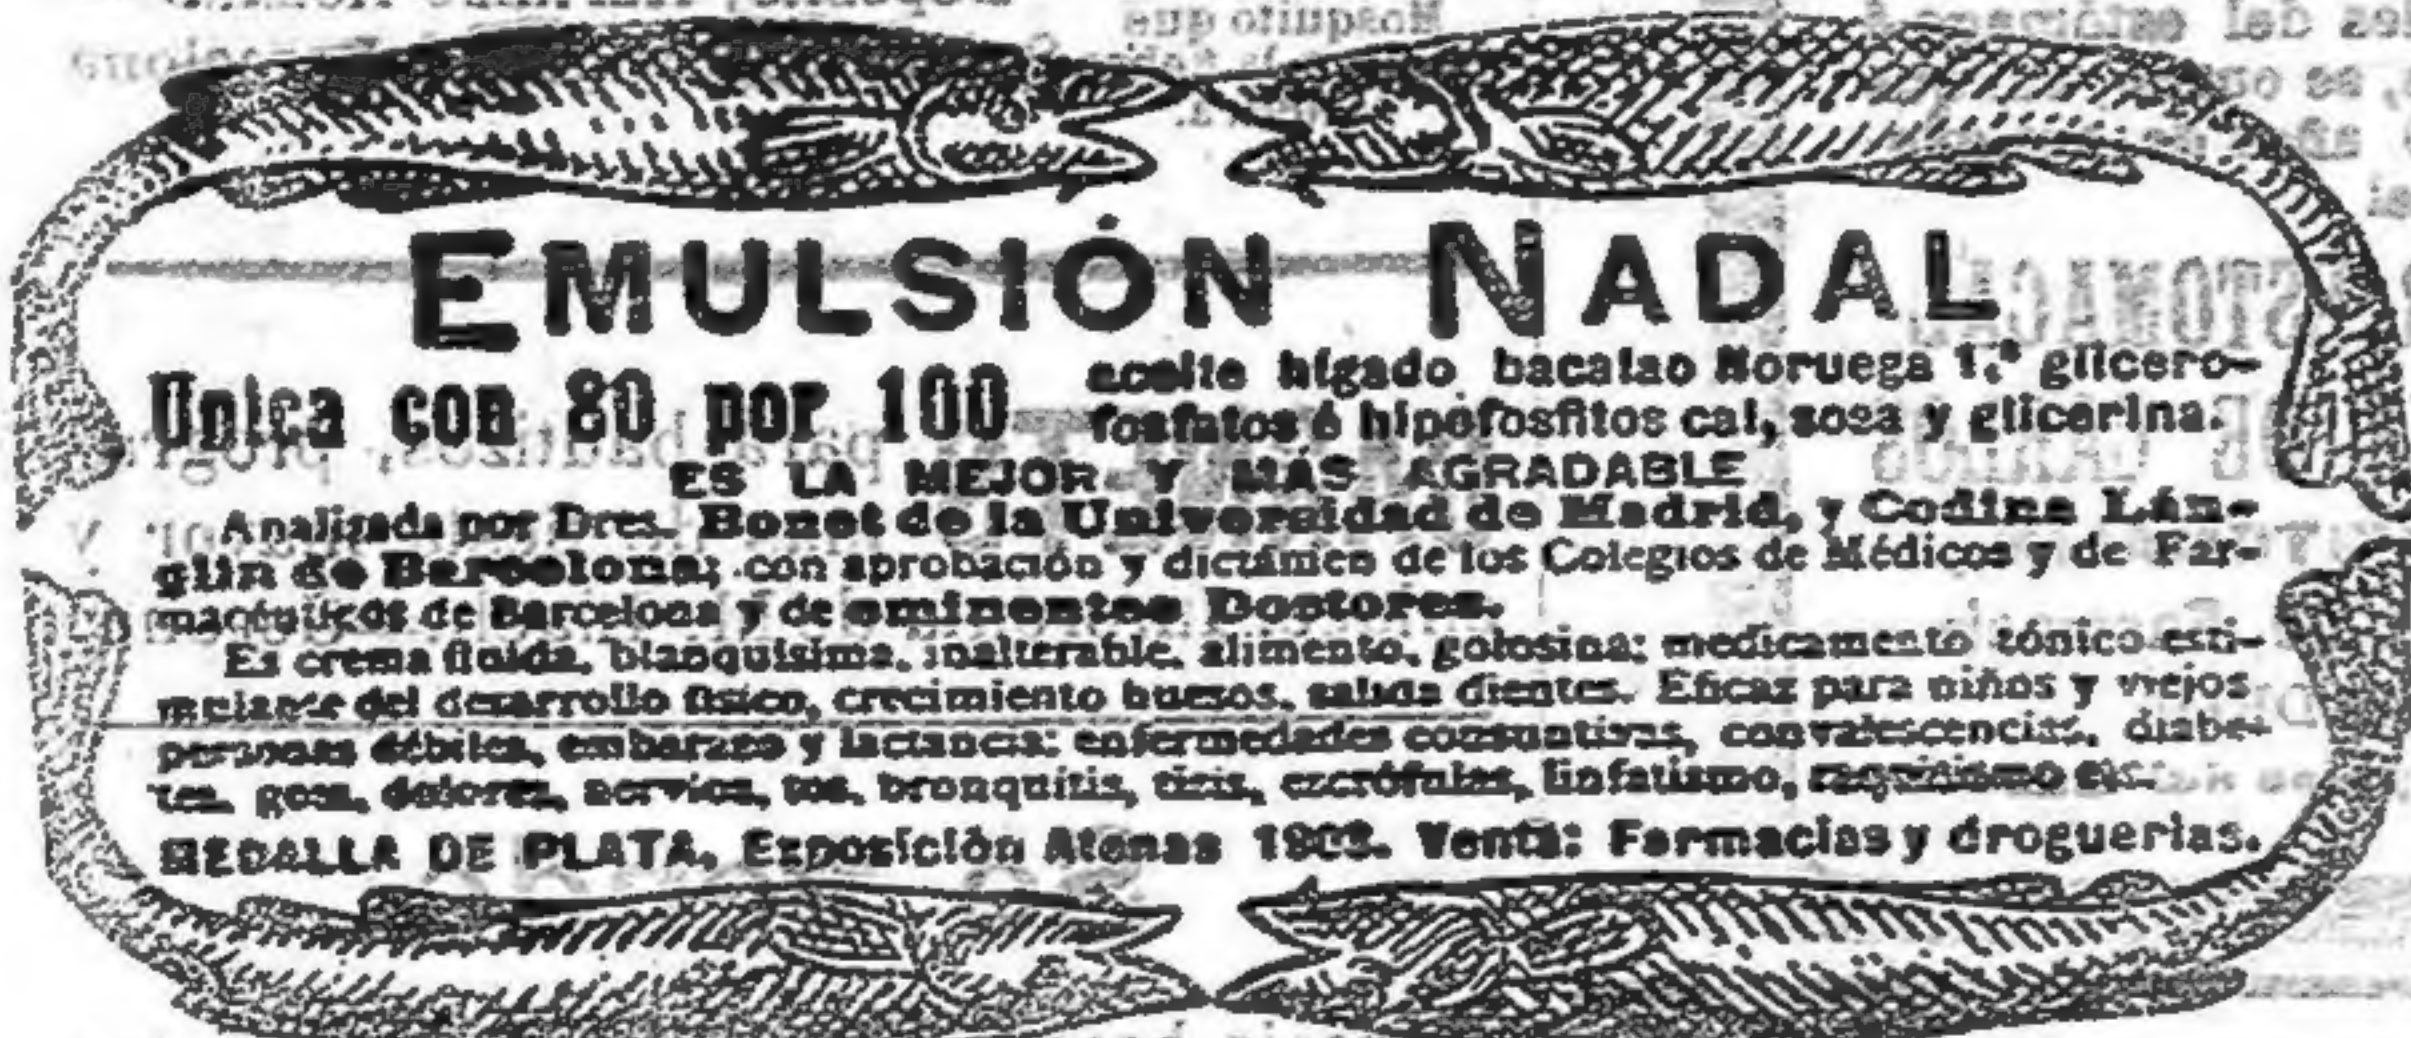 EMULSIÓN NADAL
Unica con 80 por 100 aceite hígado bacalao Noruega 1.ª glicero-
fosfatos é hipofosfitos cal, sosa y glicerina.
ES LA MEJOR Y MÁS AGRADABLE
Analizada por Dres. Bonet de la Universidad de Madrid, y Codina Lán-
glin de Barcelona; con aprobación y dictámen de los Colegios de Médicos y de Far-
macéuticos de Barcelona y de eminentes Doctores.
Es crema fluida, blanquísima, inalterable, alimento, golosina; medicamento tónico esti-
mulante del desarrollo físico, crecimiento huesos, salida dientes. Eficaz para niños y viejos
personas débiles, embarazo y lactancia: enfermedades consuntivas, convalescencias, diabe-
tes, gota, dolores, nervios, tos, bronquitis, tisis, escrófulas, linfatismo, raquitismo etc.
MEDALLA DE PLATA, Exposición Atenas 1903. Venta: Farmacias y droguerías.